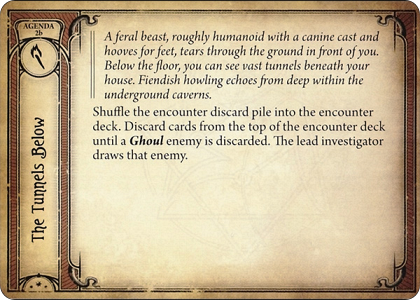 AGENDA
2b
The Tunnels Below
A feral beast, roughly humanoid with a canine cast and
hooves for feet, tears through the ground in front of you.
Below the floor, you can see vast tunnels beneath your
house. Fiendish howling echoes from deep within the
underground caverns.
Shuffle the encounter discard pile into the encounter
deck. Discard cards from the top of the encounter deck
until a Ghoul enemy is discarded. The lead investigator
draws that enemy.